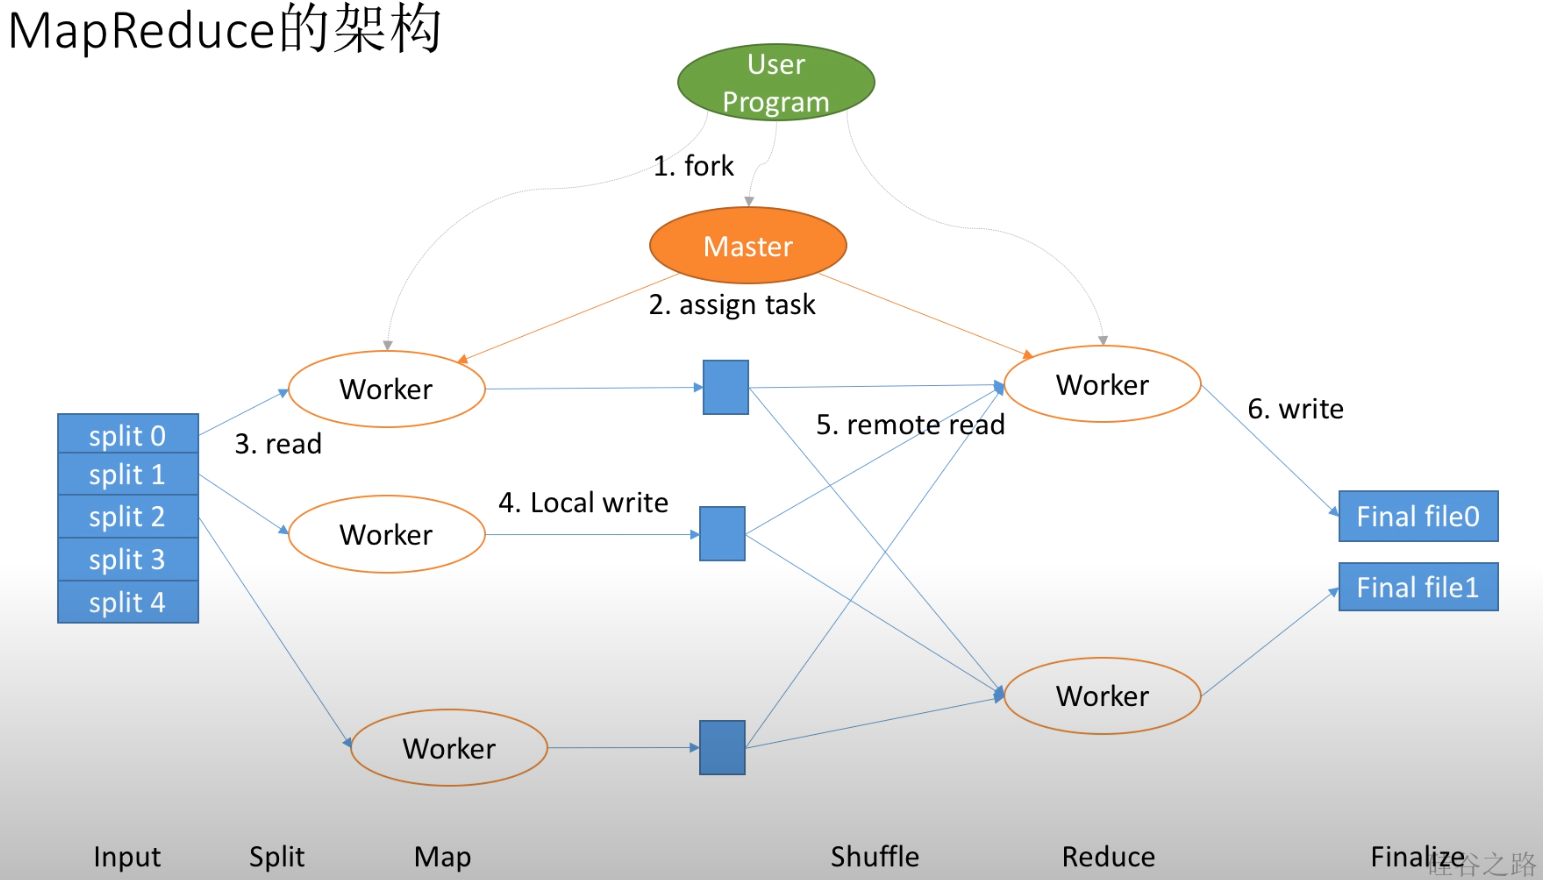 MapReduce的架构
User
Program
1. fork
Master
2. assign task
Worker
Worker
3. read
5. remote read
6. write
split 0
split 1
split 2
split 3
split 4
4. Local write
Worker
Final file0
Final file1
Worker
Worker
Input
Split
Map
Shuffle
Reduce
Finalize
硅谷之路